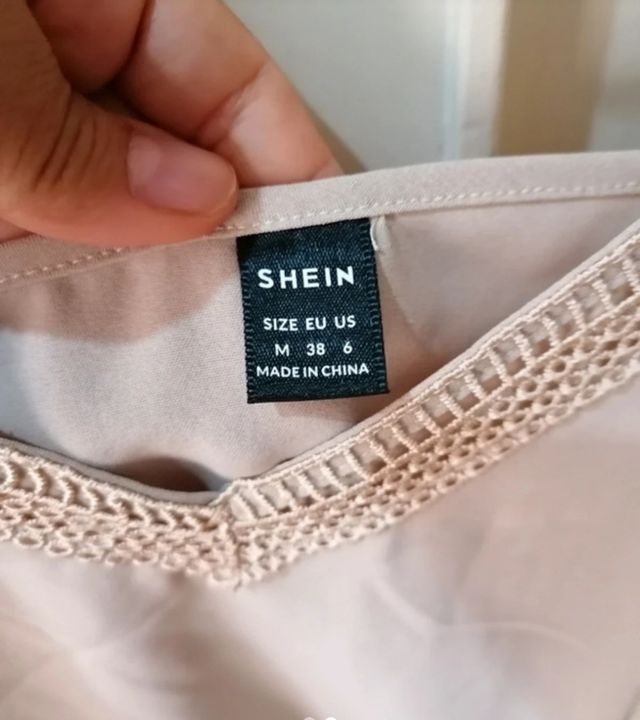 SHEIN
SIZE EU US
M 38 6
MADE IN CHINA